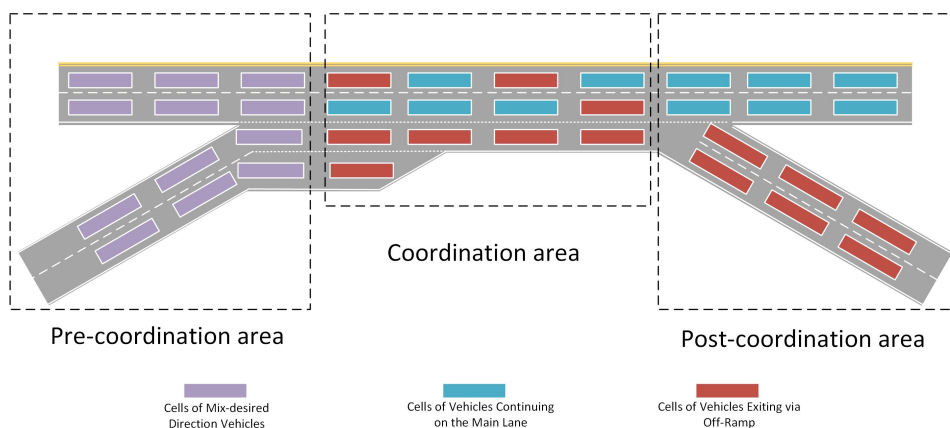 Coordination area
Pre-coordination area
Post-coordination area
Cells of Mix-desired
Direction Vehicles
Cells of Vehicles Continuing
on the Main Lane
Cells of Vehicles Exiting via
Off-Ramp